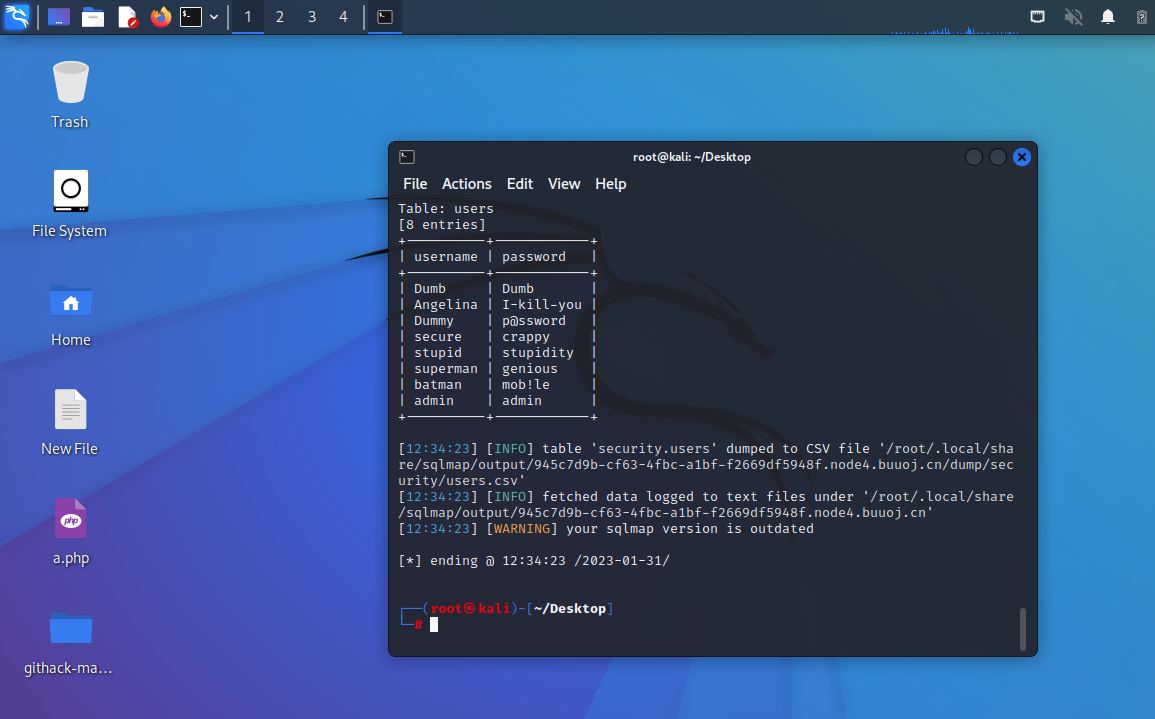 1 2 3 4
Trash
File System
Home
New File
php
a.php
githack-ma…
root@kali: ~/Desktop
File Actions Edit View Help
Table: users
[8 entries]
+----------+------------+
| username | password   |
+----------+------------+
| Dumb     | Dumb       |
| Angelina | I-kill-you |
| Dummy    | p@ssword   |
| secure   | crappy     |
| stupid   | stupidity  |
| superman | genious    |
| batman   | mob!le     |
| admin    | admin      |
+----------+------------+
[12:34:23] [INFO] table 'security.users' dumped to CSV file '/root/.local/sha
re/sqlmap/output/945c7d9b-cf63-4fbc-a1bf-f2669df5948f.node4.buuoj.cn/dump/sec
urity/users.csv'
[12:34:23] [INFO] fetched data logged to text files under '/root/.local/share
/sqlmap/output/945c7d9b-cf63-4fbc-a1bf-f2669df5948f.node4.buuoj.cn'
[12:34:23] [WARNING] your sqlmap version is outdated
[*] ending @ 12:34:23 /2023-01-31/
┌──(root㉿kali)-[~/Desktop]
└─#